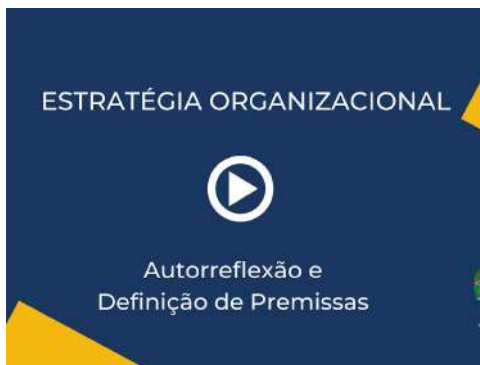 ESTRATÉGIA ORGANIZACIONAL
Autorreflexão e
Definição de Premissas